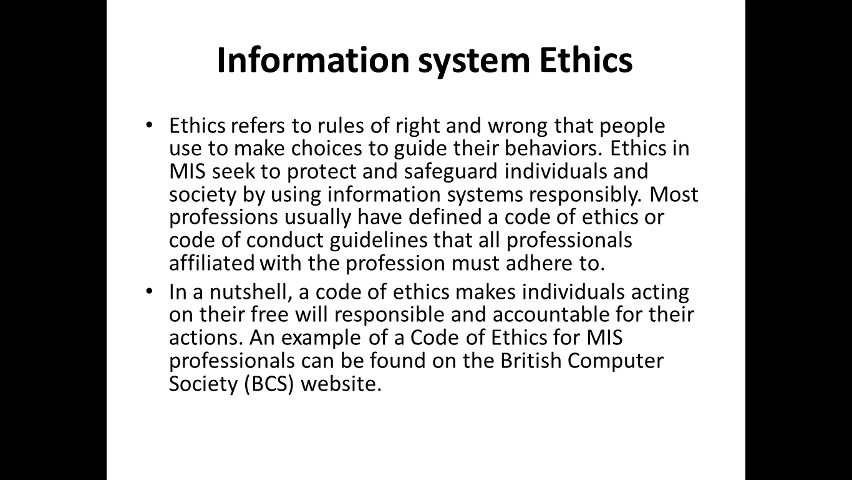 Information system Ethics
• Ethics refers to rules of right and wrong that people
use to make choices to guide their behaviors. Ethics in
MIS seek to protect and safeguard individuals and
society by using information systems responsibly. Most
professions usually have defined a code of ethics or
code of conduct guidelines that all professionals
affiliated with the profession must adhere to.
• In a nutshell, a code of ethics makes individuals acting
on their free will responsible and accountable for their
actions. An example of a Code of Ethics for MIS
professionals can be found on the British Computer
Society (BCS) website.